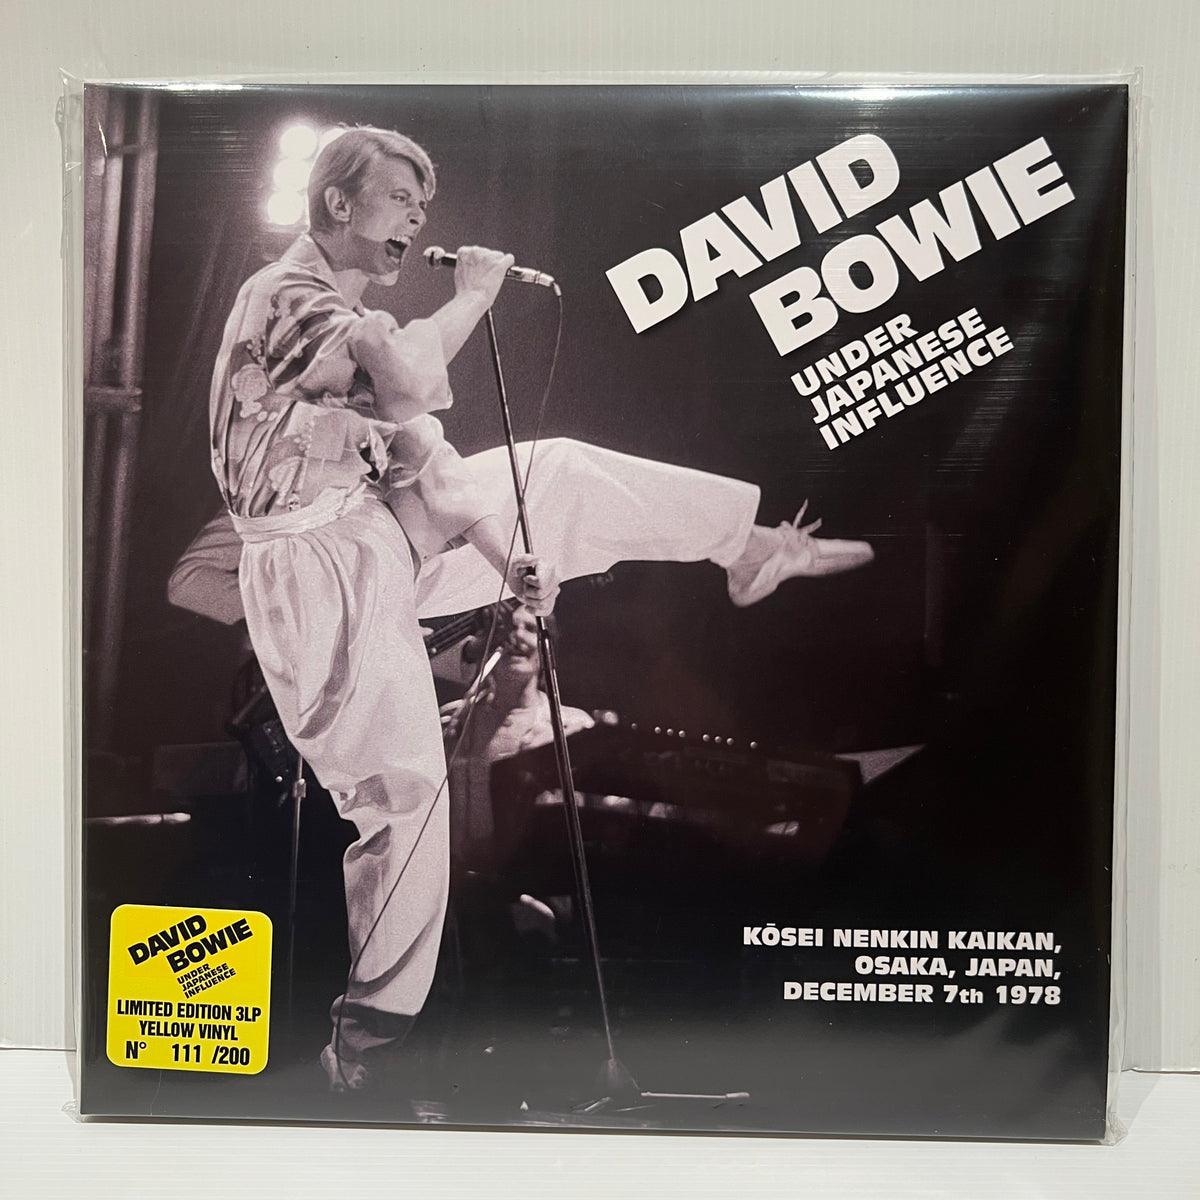 DAVID
BOWIE
UNDER
JAPANESE
INFLUENCE
KŌSEI NENKIN KAIKAN,
OSAKA, JAPAN,
DECEMBER 7th 1978
DAVID
BOWIE
UNDER
JAPANESE
INFLUENCE
LIMITED EDITION 3LP
YELLOW VINYL
N° 111 /200